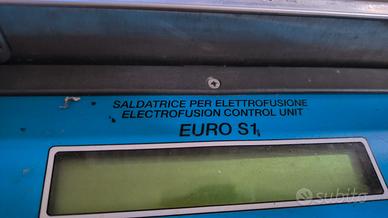 SALDATRICE PER ELETTROFUSIONE
ELECTROFUSION CONTROL UNIT
EURO S1
subito